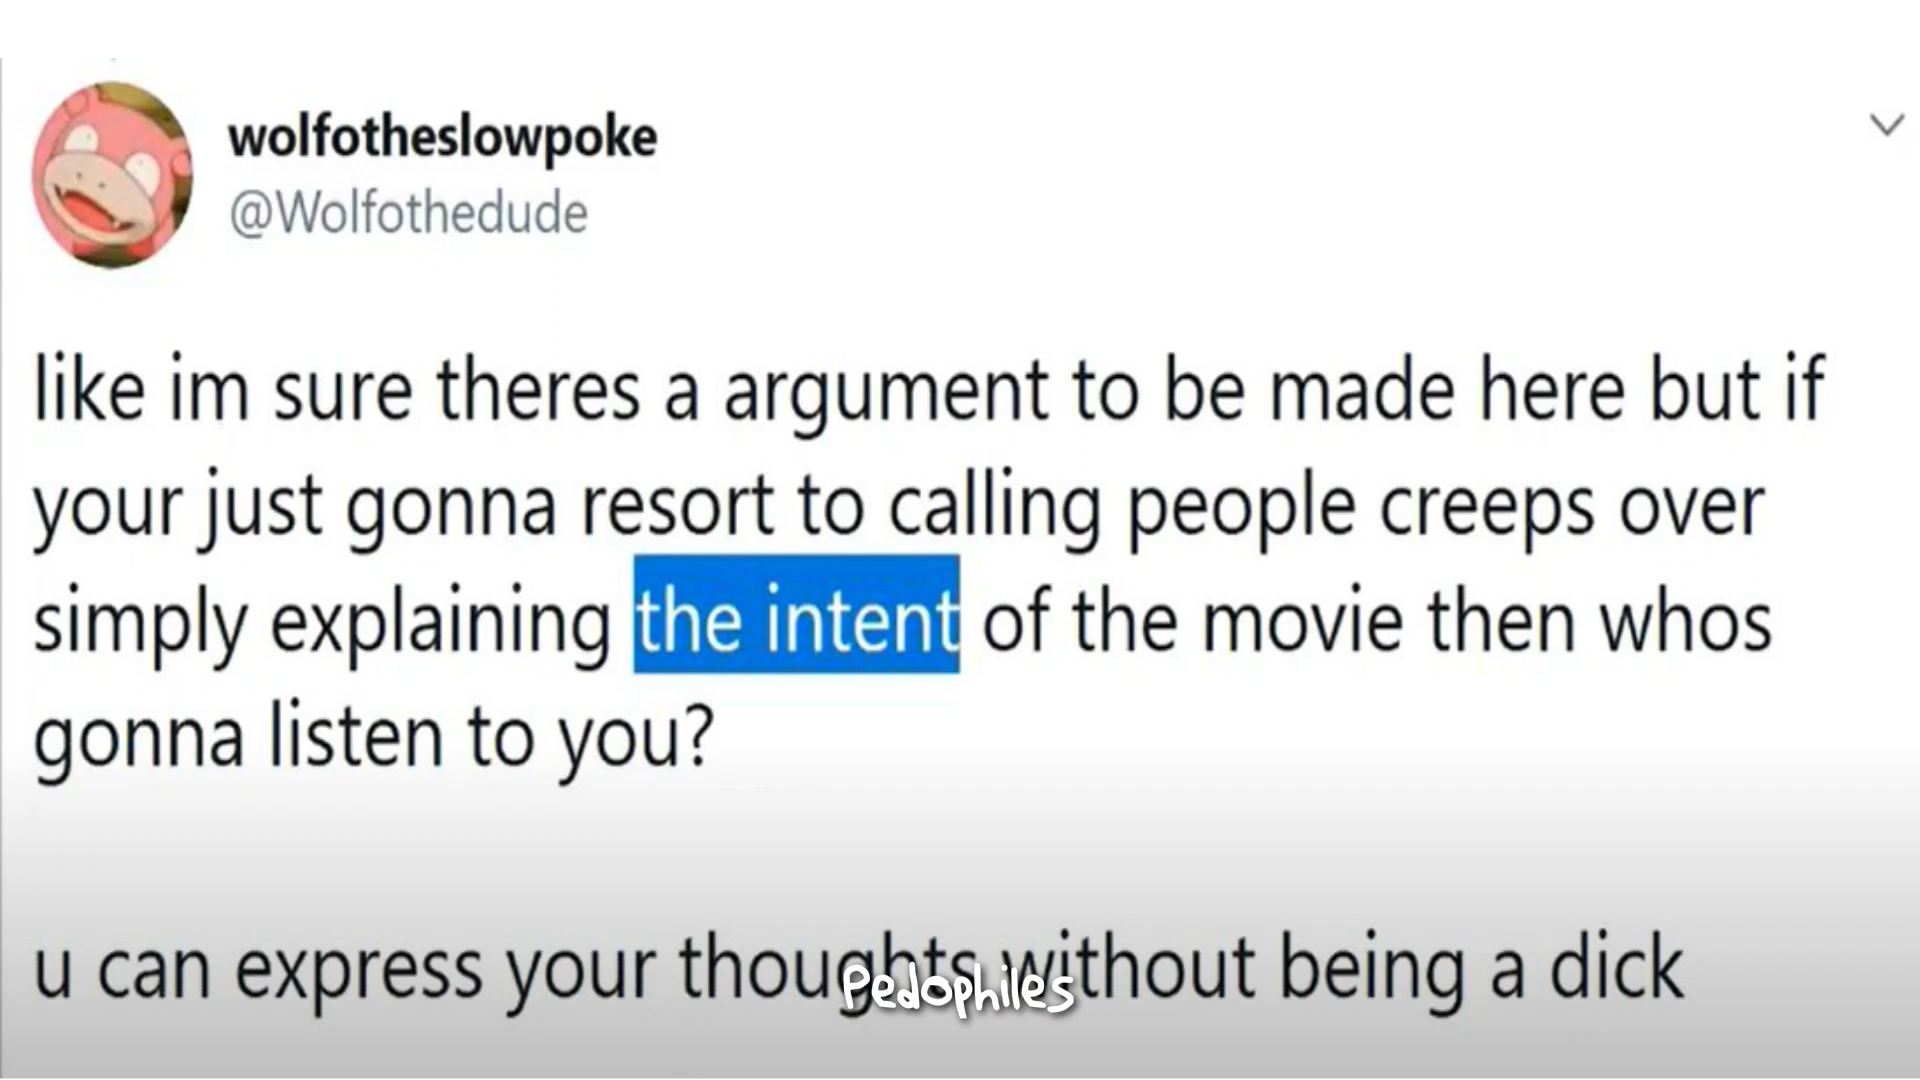 wolfotheslowpoke
@Wolfothedude
like im sure theres a argument to be made here but if
your just gonna resort to calling people creeps over
simply explaining the intent of the movie then whos
gonna listen to you?
u can express your thoughts without being a dick
Pedophiles